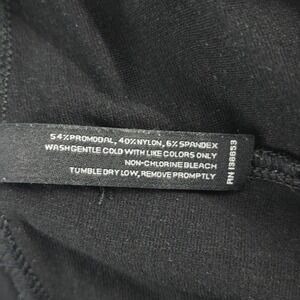 54% PROMODAL, 40% NYLON, 6% SPANDEX
WASH GENTLE COLD WITH LIKE COLORS ONLY
NON-CHLORINE BLEACH
TUMBLE DRY LOW, REMOVE PROMPTLY
RN 138853